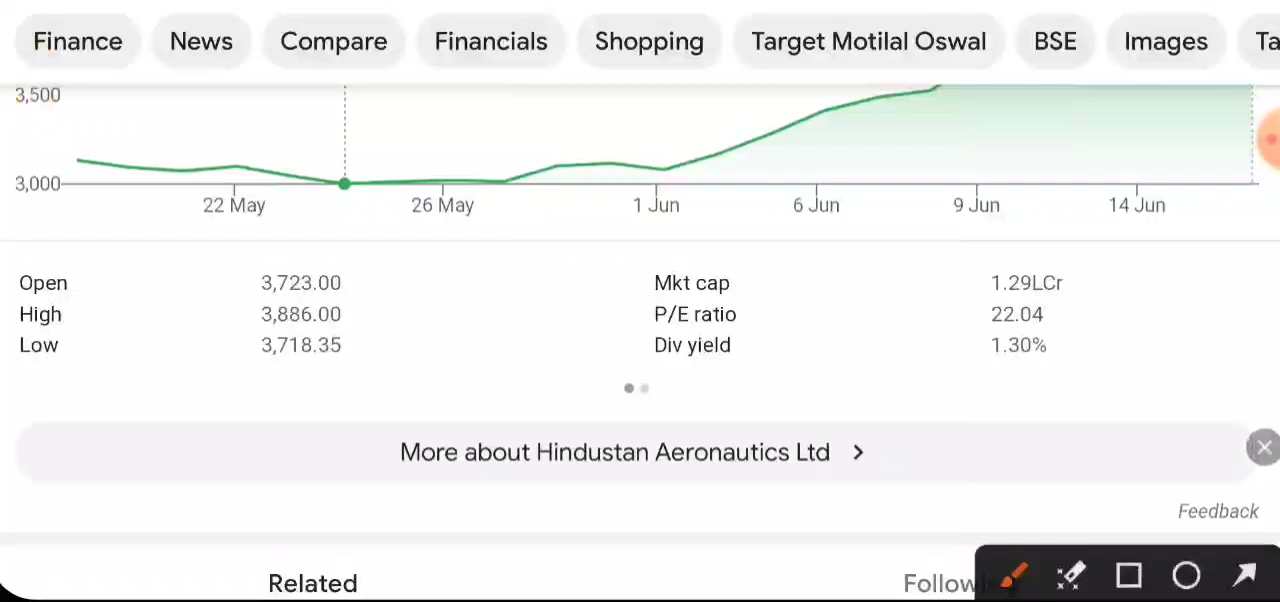 Finance News Compare Financials Shopping Target Motilal Oswal BSE Images Ta
3,500
3,000
22 May 26 May 1 Jun 6 Jun 9 Jun 14 Jun
Open 3,723.00 Mkt cap 1.29LCr
High 3,886.00 P/E ratio 22.04
Low 3,718.35 Div yield 1.30%
More about Hindustan Aeronautics Ltd
Feedback
Related